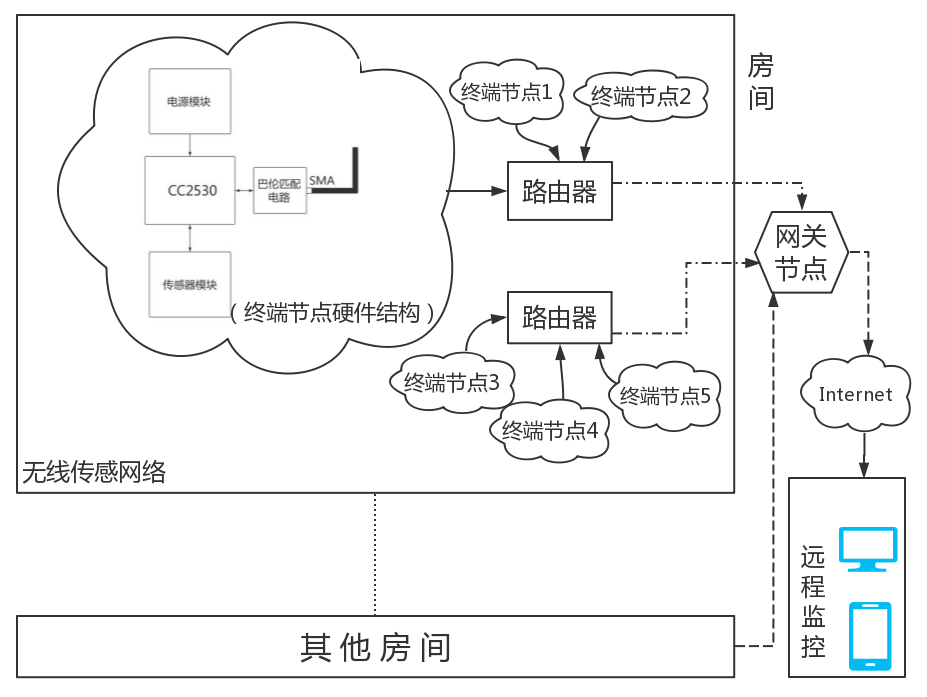 房
间
电源模块
CC2530
巴伦匹配
电路
SMA
传感器模块
（终端节点硬件结构）
终端节点1
终端节点2
路由器
路由器
终端节点3
终端节点4
终端节点5
网关
节点
Internet
无线传感网络
远
程
监
控
其他房间